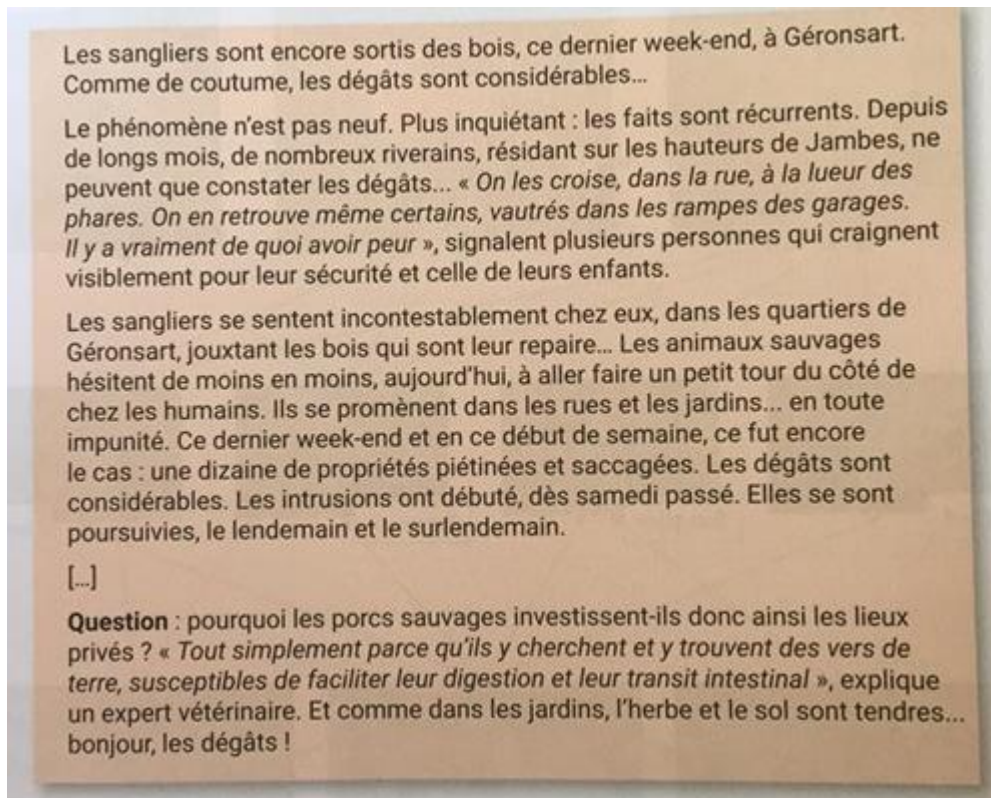 Les sangliers sont encore sortis des bois, ce dernier week-end, à Géronsart.
Comme de coutume, les dégâts sont considérables...
Le phénomène n'est pas neuf. Plus inquiétant : les faits sont récurrents. Depuis
de longs mois, de nombreux riverains, résidant sur les hauteurs de Jambes, ne
peuvent que constater les dégâts... « On les croise, dans la rue, à la lueur des
phares. On en retrouve même certains, vautrés dans les rampes des garages.
Il y a vraiment de quoi avoir peur », signalent plusieurs personnes qui craignent
visiblement pour leur sécurité et celle de leurs enfants.
Les sangliers se sentent incontestablement chez eux, dans les quartiers de
Géronsart, jouxtant les bois qui sont leur repaire... Les animaux sauvages
hésitent de moins en moins, aujourd'hui, à aller faire un petit tour du côté de
chez les humains. Ils se promènent dans les rues et les jardins... en toute
impunité. Ce dernier week-end et en ce début de semaine, ce fut encore
le cas : une dizaine de propriétés piétinées et saccagées. Les dégâts sont
considérables. Les intrusions ont débuté, dès samedi passé. Elles se sont
poursuivies, le lendemain et le surlendemain.
[...]
Question : pourquoi les porcs sauvages investissent-ils donc ainsi les lieux
privés ? « Tout simplement parce qu'ils y cherchent et y trouvent des vers de
terre, susceptibles de faciliter leur digestion et leur transit intestinal », explique
un expert vétérinaire. Et comme dans les jardins, l'herbe et le sol sont tendres...
bonjour, les dégâts !